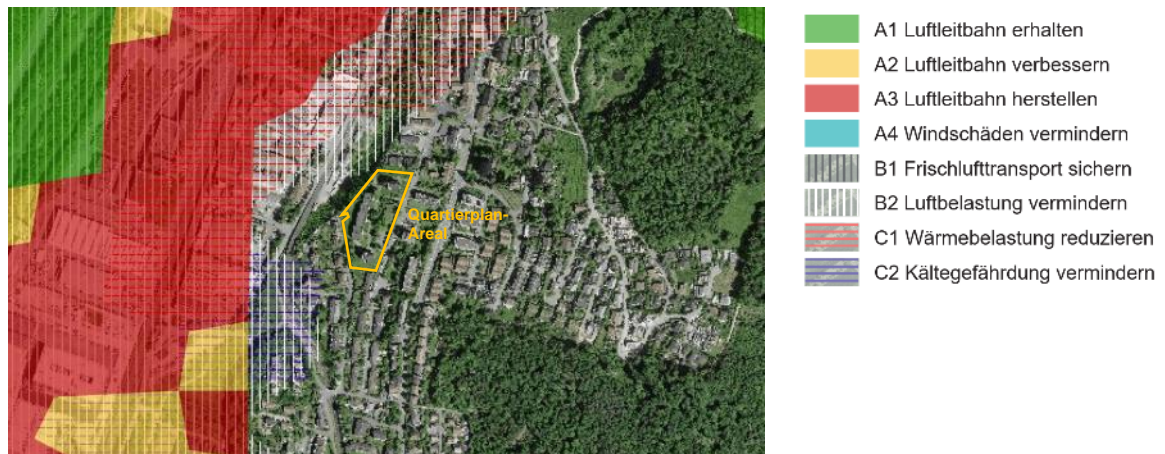 Quartierplan-
Areal
A1 Luftleitbahn erhalten
A2 Luftleitbahn verbessern
A3 Luftleitbahn herstellen
A4 Windschäden vermindern
B1 Frischlufttransport sichern
B2 Luftbelastung vermindern
C1 Wärmebelastung reduzieren
C2 Kältegefährdung vermindern